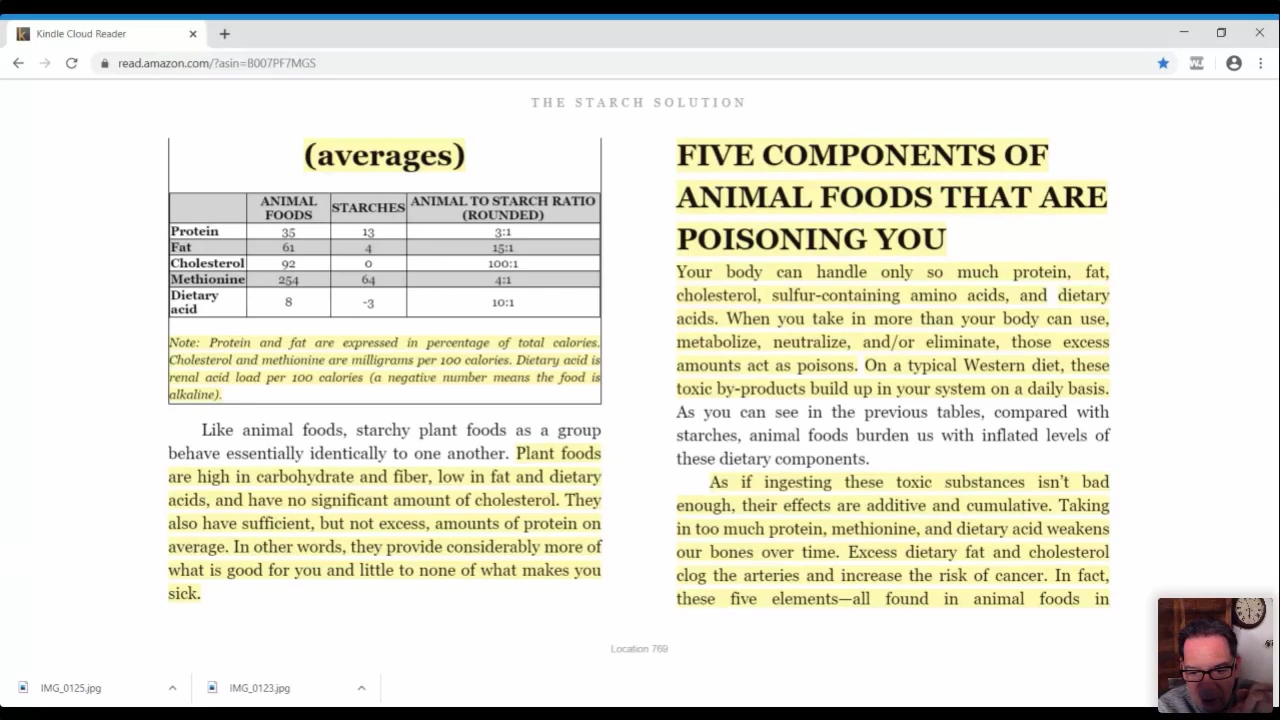 Kindle Cloud Reader
read.amazon.com/?asin=B007PF7MGS
THE STARCH SOLUTION
(averages)
ANIMAL FOODS STARCHES ANIMAL TO STARCH RATIO (ROUNDED)
Protein 35 13 3:1
Fat 61 4 15:1
Cholesterol 92 0 100:1
Methionine 254 64 4:1
Dietary acid 8 -3 10:1
Note: Protein and fat are expressed in percentage of total calories.
Cholesterol and methionine are milligrams per 100 calories. Dietary acid is
renal acid load per 100 calories (a negative number means the food is
alkaline).
Like animal foods, starchy plant foods as a group
behave essentially identically to one another. Plant foods
are high in carbohydrate and fiber, low in fat and dietary
acids, and have no significant amount of cholesterol. They
also have sufficient, but not excess, amounts of protein on
average. In other words, they provide considerably more of
what is good for you and little to none of what makes you
sick.
FIVE COMPONENTS OF
ANIMAL FOODS THAT ARE
POISONING YOU
Your body can handle only so much protein, fat,
cholesterol, sulfur-containing amino acids, and dietary
acids. When you take in more than your body can use,
metabolize, neutralize, and/or eliminate, those excess
amounts act as poisons. On a typical Western diet, these
toxic by-products build up in your system on a daily basis.
As you can see in the previous tables, compared with
starches, animal foods burden us with inflated levels of
these dietary components.
As if ingesting these toxic substances isn't bad
enough, their effects are additive and cumulative. Taking
in too much protein, methionine, and dietary acid weakens
our bones over time. Excess dietary fat and cholesterol
clog the arteries and increase the risk of cancer. In fact,
these five elements—all found in animal foods in
Location 769
IMG_0125.jpg
IMG_0123.jpg